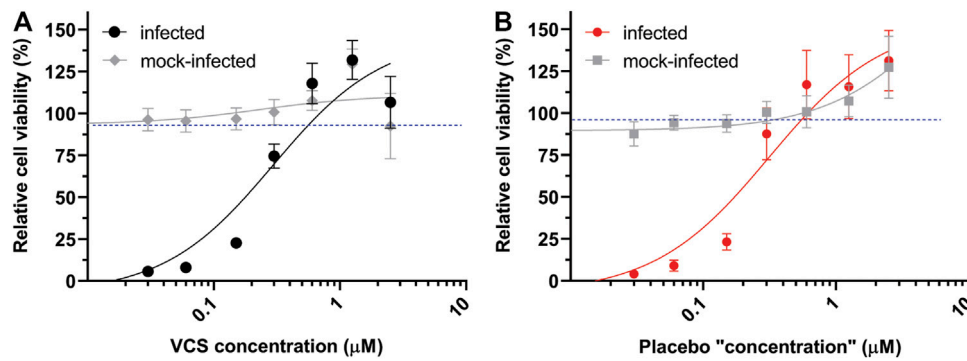 A
Relative cell viability (%)
150
125
100
75
50
25
0
infected
mock-infected
0.1
1
10
VCS concentration (μM)
B
Relative cell viability (%)
150
125
100
75
50
25
0
infected
mock-infected
0.1
1
10
Placebo "concentration" (μM)